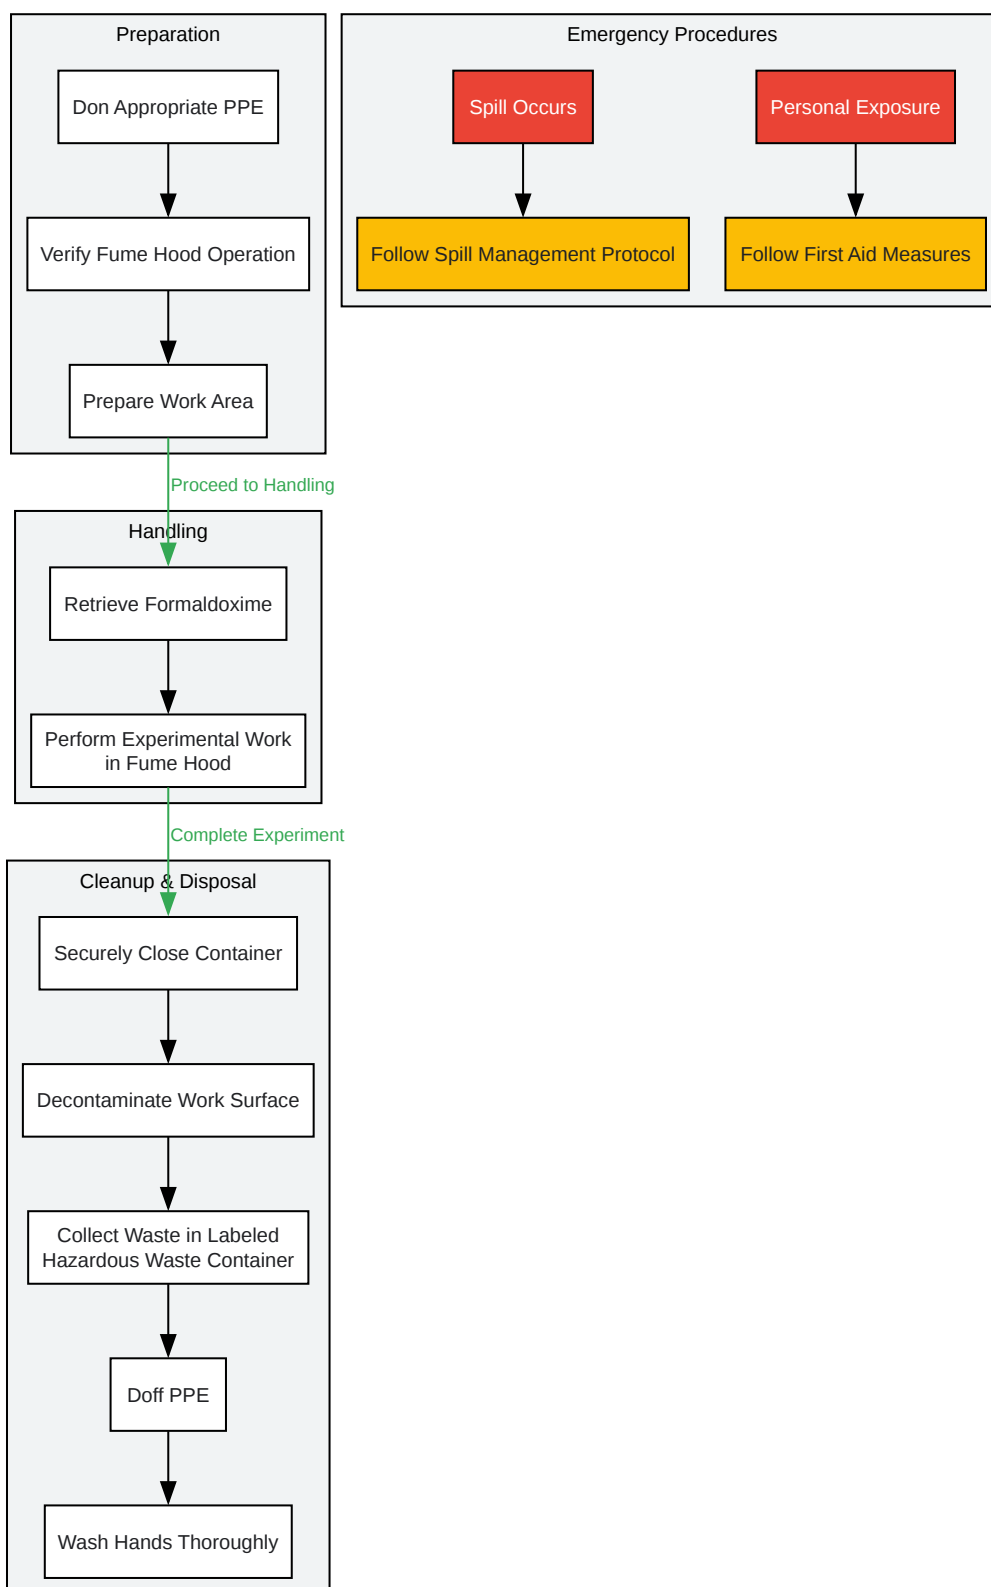 Preparation
Don Appropriate PPE
Verify Fume Hood Operation
Prepare Work Area
Proceed to Handling
Handling
Retrieve Formaldoxime
Perform Experimental Work
in Fume Hood
Complete Experiment
Cleanup & Disposal
Securely Close Container
Decontaminate Work Surface
Collect Waste in Labeled
Hazardous Waste Container
Doff PPE
Wash Hands Thoroughly
Emergency Procedures
Spill Occurs
Follow Spill Management Protocol
Personal Exposure
Follow First Aid Measures